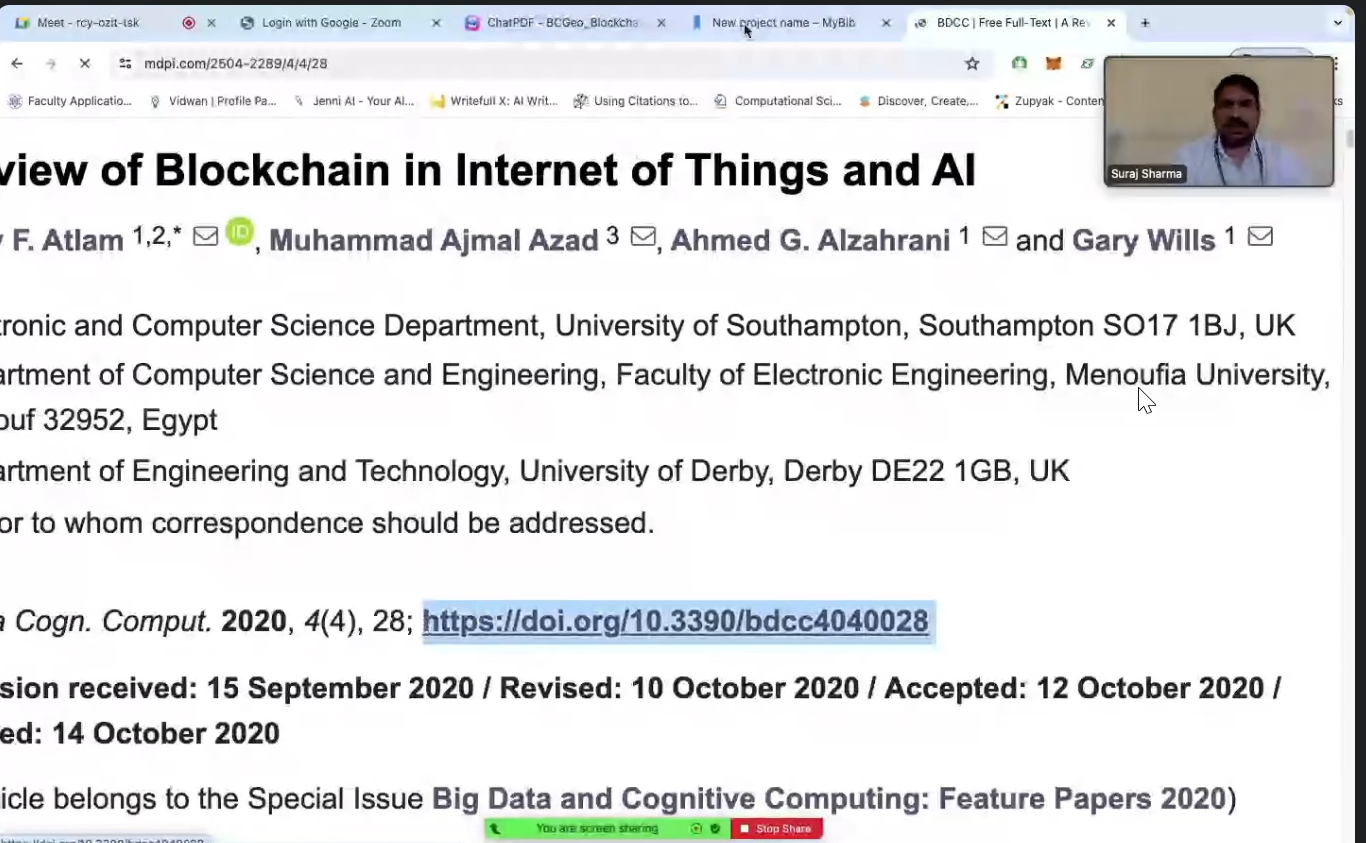 Meet - rcy-ozit-tsk
Login with Google - Zoom
ChatPDF - BCGeo_Blockcha
New project name – MyBib
BDCC | Free Full-Text | A Rev
mdpi.com/2504-2289/4/4/28
Faculty Applicatio...
Vidwan | Profile Pa...
Jenni AI - Your AI...
Writefull X: AI Writ...
Using Citations to...
Computational Sci...
Discover, Create,...
Zupyak - Conten
ks
view of Blockchain in Internet of Things and AI
Suraj Sharma
y F. Atlam 1,2,* iD, Muhammad Ajmal Azad 3, Ahmed G. Alzahrani 1 and Gary Wills 1
tronic and Computer Science Department, University of Southampton, Southampton SO17 1BJ, UK
artment of Computer Science and Engineering, Faculty of Electronic Engineering, Menoufia University,
ouf 32952, Egypt
artment of Engineering and Technology, University of Derby, Derby DE22 1GB, UK
or to whom correspondence should be addressed.
a Cogn. Comput. 2020, 4(4), 28; https://doi.org/10.3390/bdcc4040028
sion received: 15 September 2020 / Revised: 10 October 2020 / Accepted: 12 October 2020 /
ed: 14 October 2020
icle belongs to the Special Issue Big Data and Cognitive Computing: Feature Papers 2020)
You are screen sharing
Stop Share